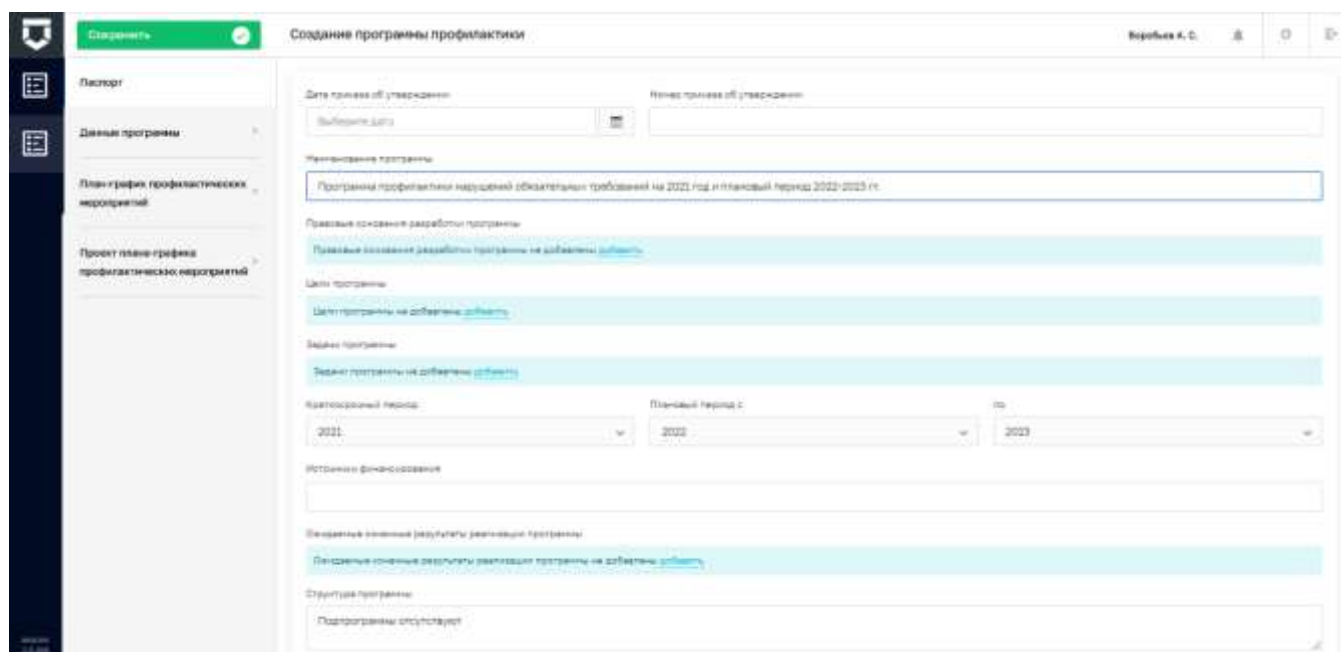 Сохранить
Создание программы профилактики
Воробьев А. С.
Паспорт
Данные программы
План-график профилактических
мероприятий
Проект плана-графика
профилактических мероприятий
Дата приказа об утверждении
Номер приказа об утверждении
Выберите дату
Наименование программы
Программа профилактики нарушений обязательных требований на 2021 год и плановый период 2022-2023 гг.
Правовые основания разработки программы
Правовые основания разработки программы не добавлены добавить
Цели программы
Цели программы не добавлены добавить
Задачи программы
Задачи программы не добавлены добавить
Краткосрочный период
Плановый период с
по
2021
2022
2023
Источники финансирования
Ожидаемые конечные результаты реализации программы
Ожидаемые конечные результаты реализации программы не добавлены добавить
Структура программы
Подпрограммы отсутствуют